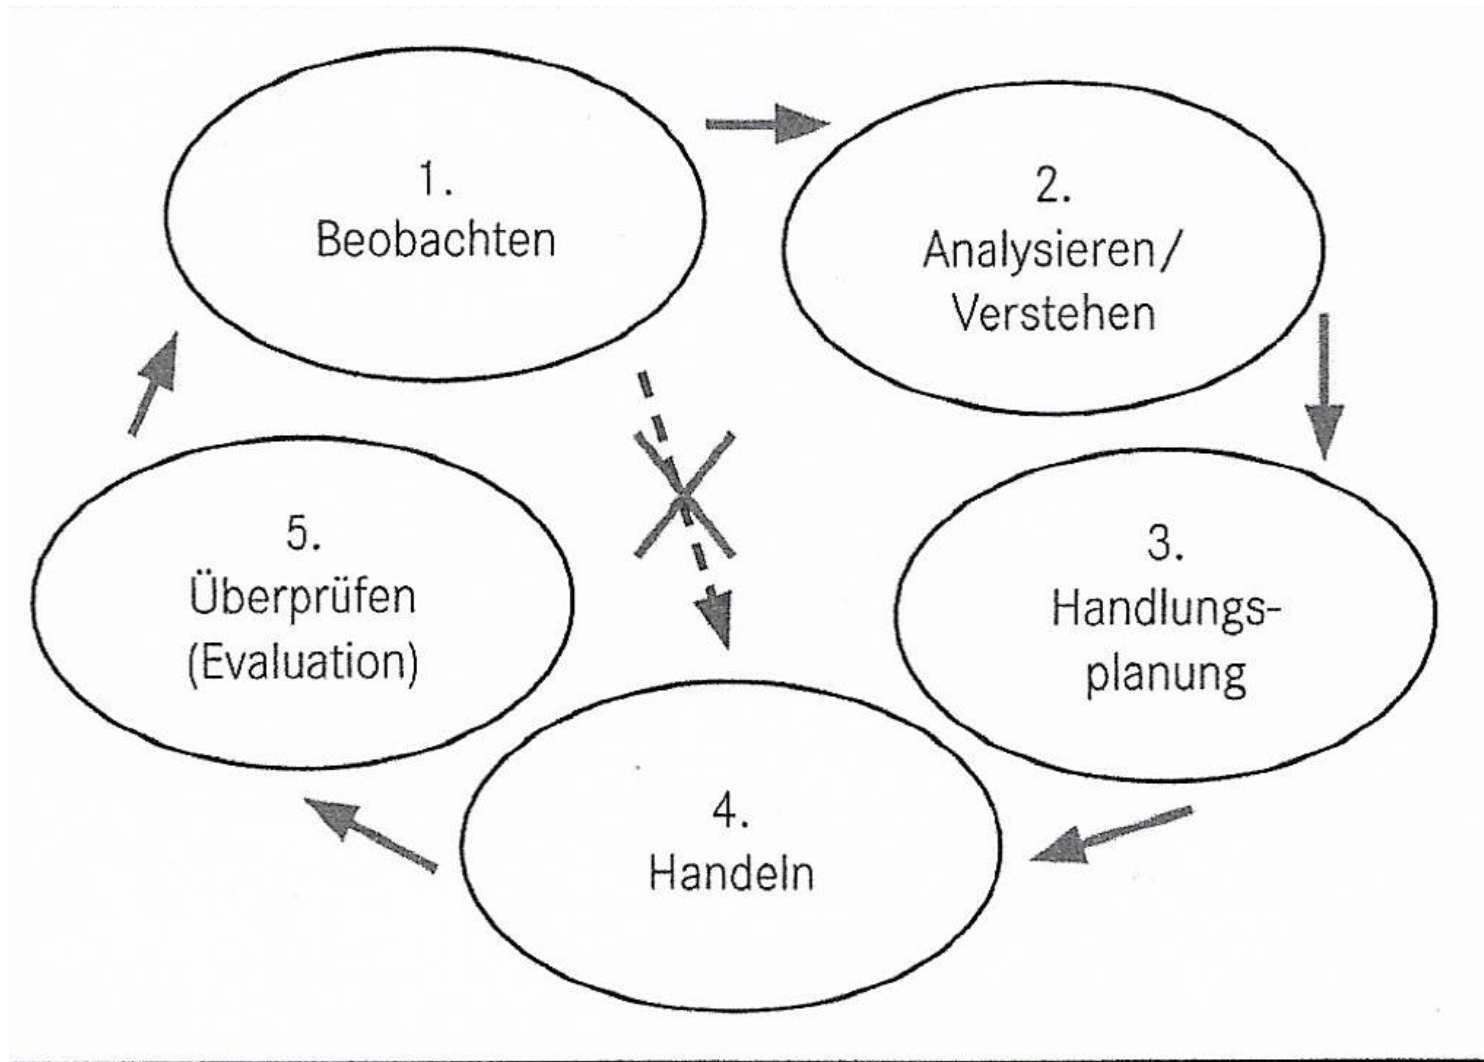 1.
Beobachten
2.
Analysieren/
Verstehen
3.
Handlungs-
planung
4.
Handeln
5.
Überprüfen
(Evaluation)